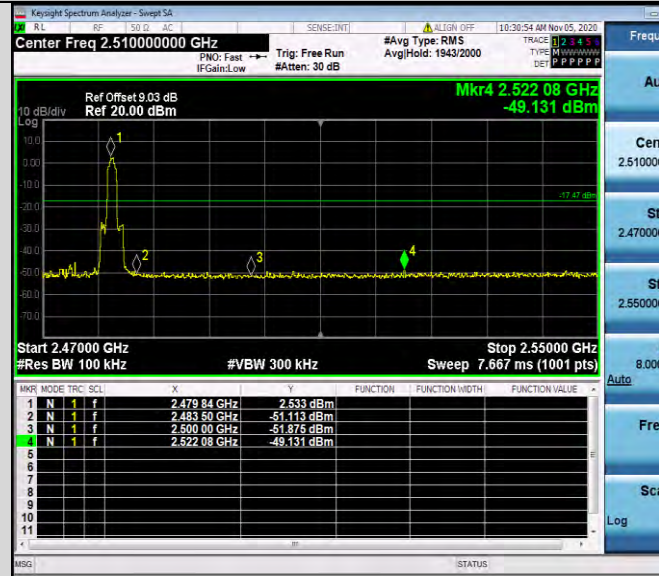 Keysight Spectrum Analyzer - Swept SA
RL RF 50 Ω AC SENSE:INT ALIGN OFF 10:30:54 AM Nov 05, 2020
Center Freq 2.510000000 GHz #Avg Type: RMS TRACE 1 2 3 4 5 6 Frequ
PNO: Fast Trig: Free Run Avg|Hold: 1943/2000 TYPE M W W W W W
IFGain:Low #Atten: 30 dB DET P P P P P P
Mkr4 2.522 08 GHz Au
Ref Offset 9.03 dB
10 dB/div Ref 20.00 dBm -49.131 dBm
Log
10.0 1 Cen
0.00 2.51000
-10.0
-17.47 dBm
-20.0 St
-30.0 2.47000
-40.0
2 3 4
-50.0 St
-60.0 2.55000
-70.0
Start 2.47000 GHz Stop 2.55000 GHz
#Res BW 100 kHz #VBW 300 kHz Sweep 7.667 ms (1001 pts) 8.000
Auto
MKR MODE TRC SCL X Y FUNCTION FUNCTION WIDTH FUNCTION VALUE
1 N 1 f 2.479 84 GHz 2.533 dBm
2 N 1 f 2.483 50 GHz -51.113 dBm Fre
3 N 1 f 2.500 00 GHz -51.875 dBm
4 N 1 f 2.522 08 GHz -49.131 dBm
5
6
7
8 Sca
9
10 Log
11
MSG STATUS